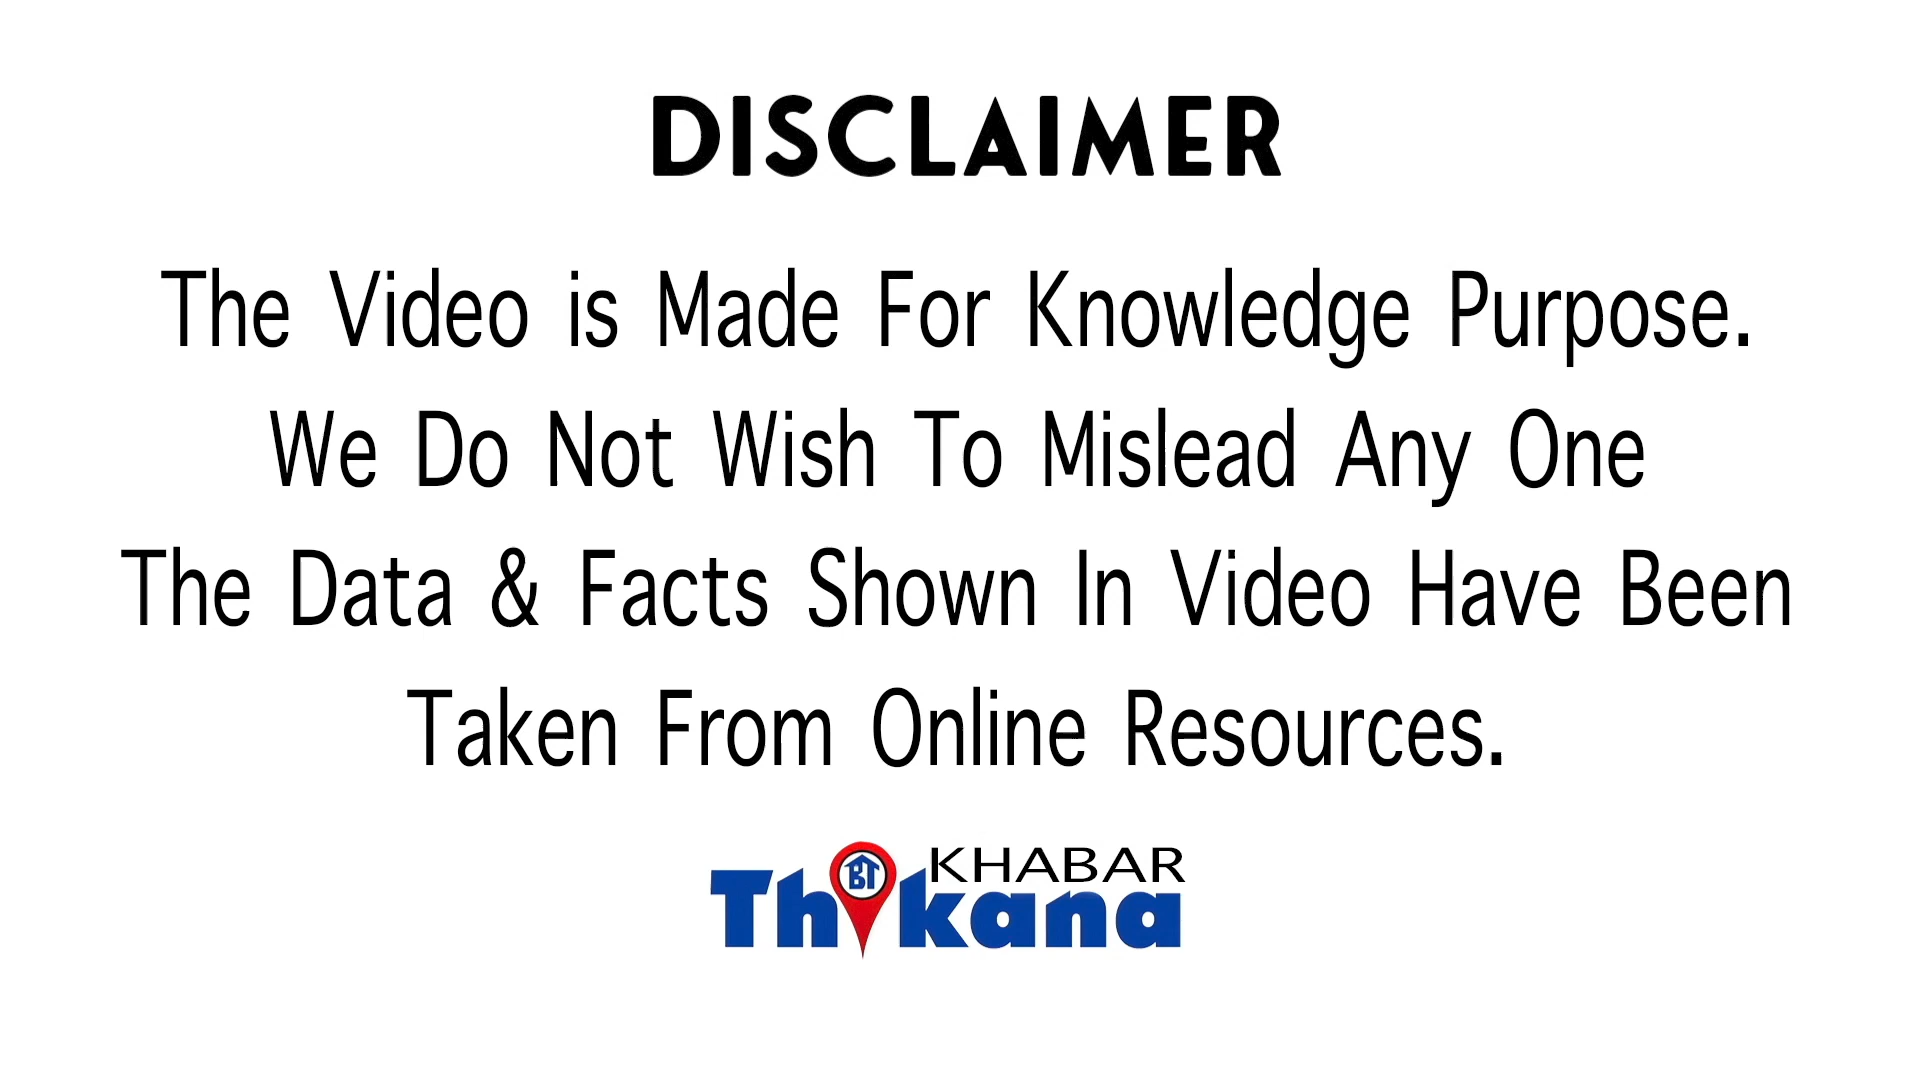 DISCLAIMER
The Video is Made For Knowledge Purpose.
We Do Not Wish To Mislead Any One
The Data & Facts Shown In Video Have Been
Taken From Online Resources.
KHABAR
BT
Thikana